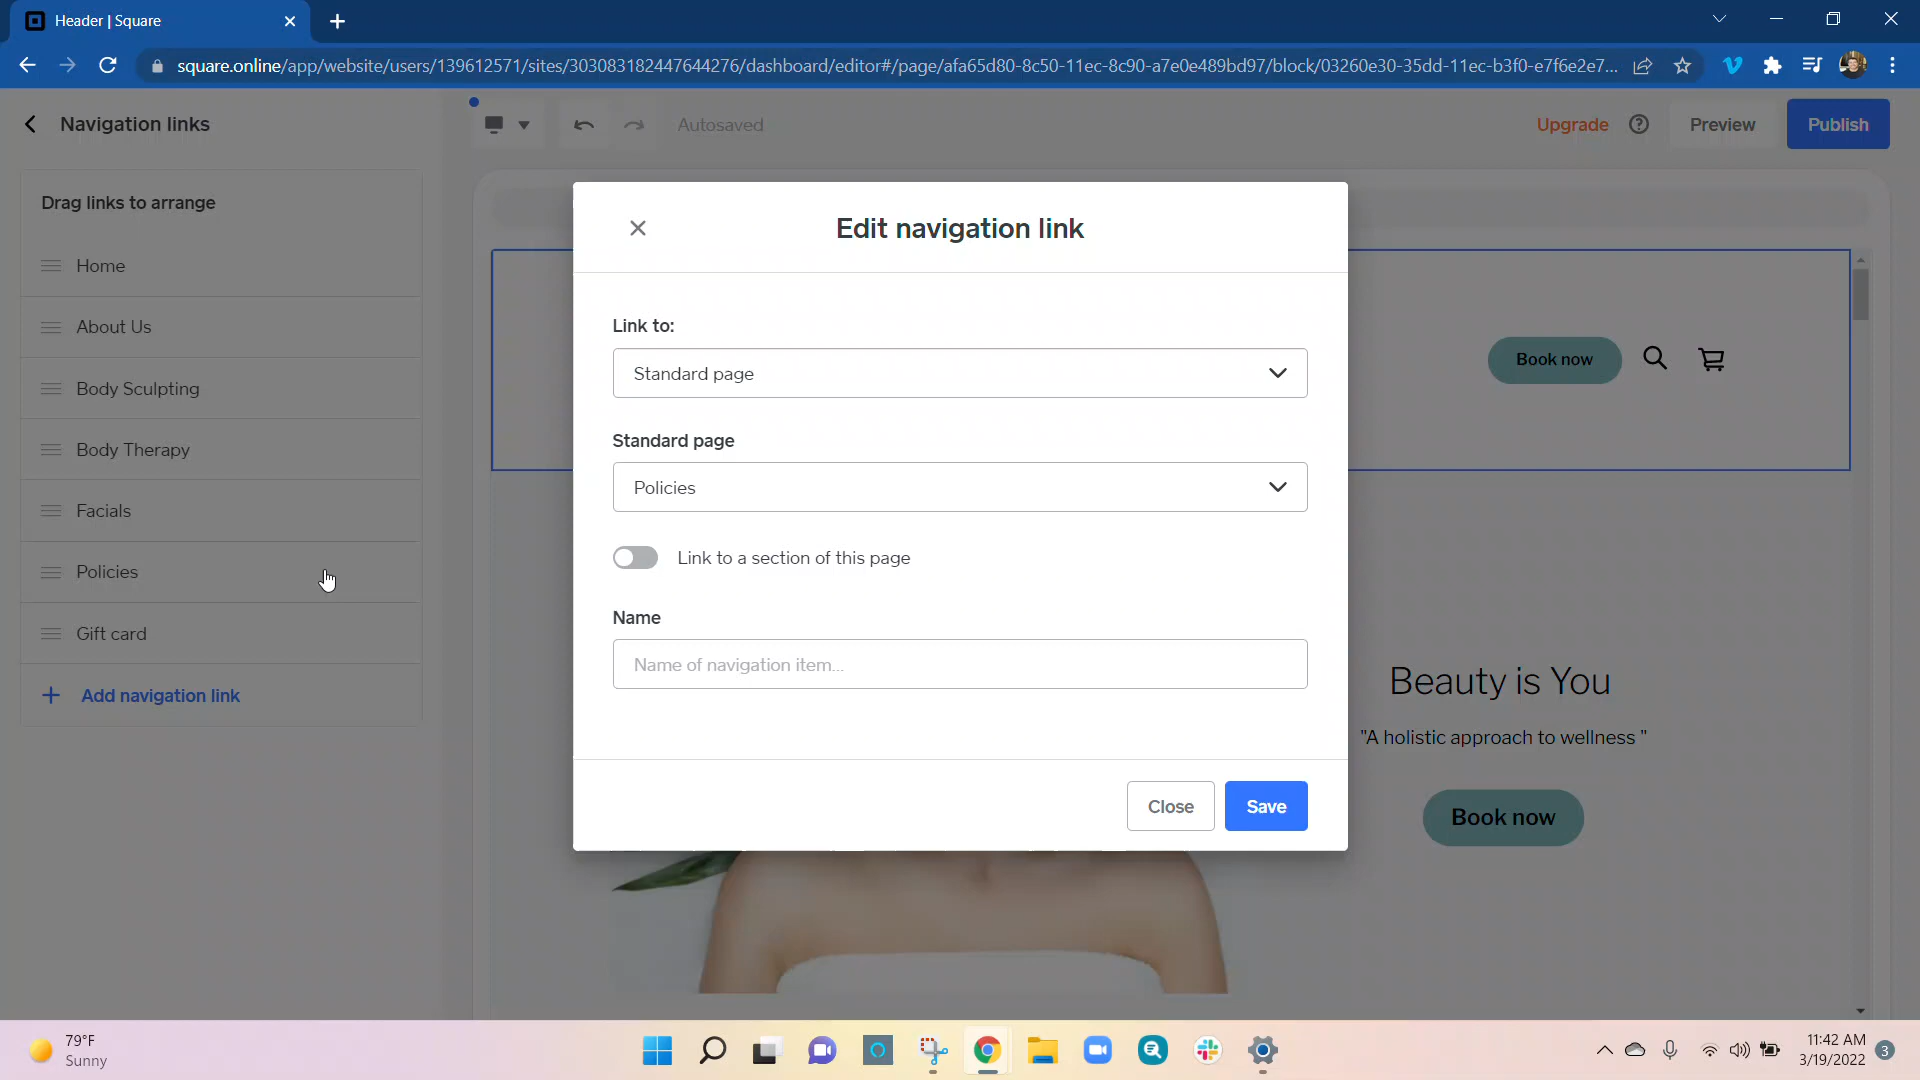 Header | Square
square.online/app/website/users/139612571/sites/303083182447644276/dashboard/editor#/page/afa65d80-8c50-11ec-8c90-a7e0e489bd97/block/03260e30-35dd-11ec-b3f0-e7f6e2e7...
Navigation links
Autosaved
Upgrade
Preview
Publish
Drag links to arrange
Home
About Us
Body Sculpting
Body Therapy
Facials
Policies
Gift card
Add navigation link
Edit navigation link
Link to:
Standard page
Standard page
Policies
Link to a section of this page
Name
Name of navigation item...
Close
Save
Book now
Beauty is You
"A holistic approach to wellness "
Book now
79°F
Sunny
11:42 AM
3/19/2022
3